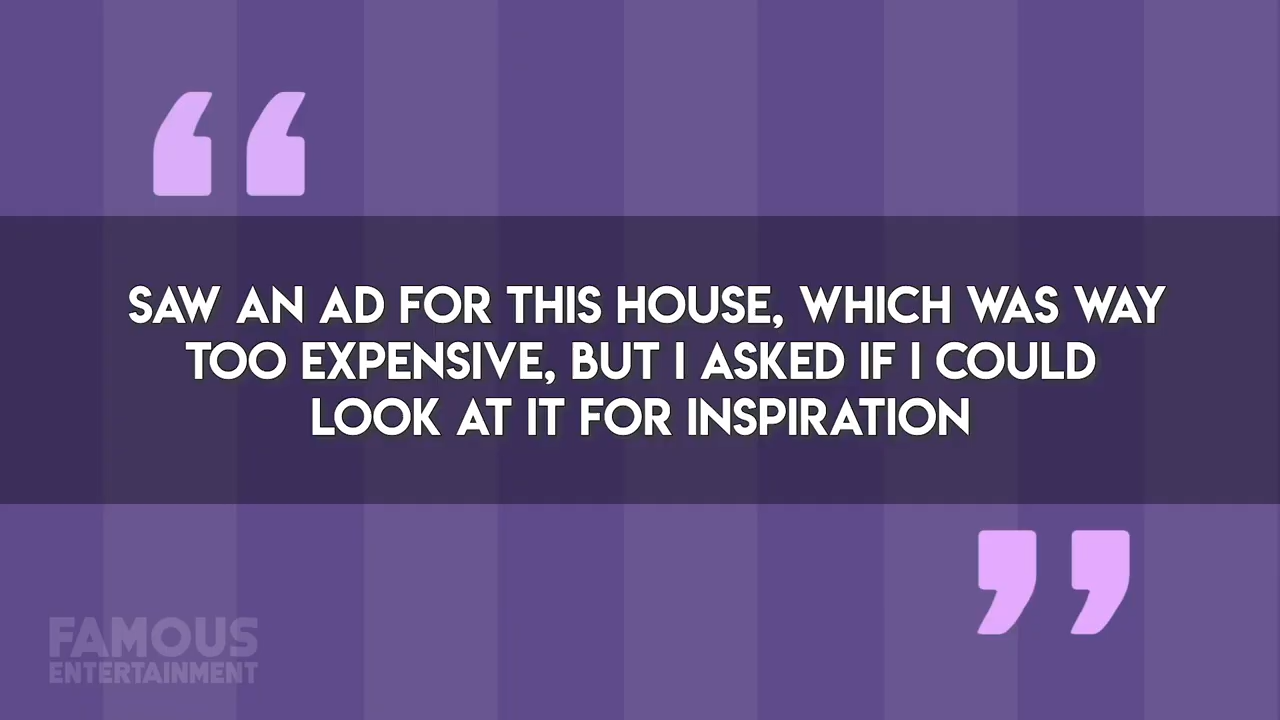 “
SAW AN AD FOR THIS HOUSE, WHICH WAS WAY
TOO EXPENSIVE, BUT I ASKED IF I COULD
LOOK AT IT FOR INSPIRATION
”
FAMOUS
ENTERTAINMENT